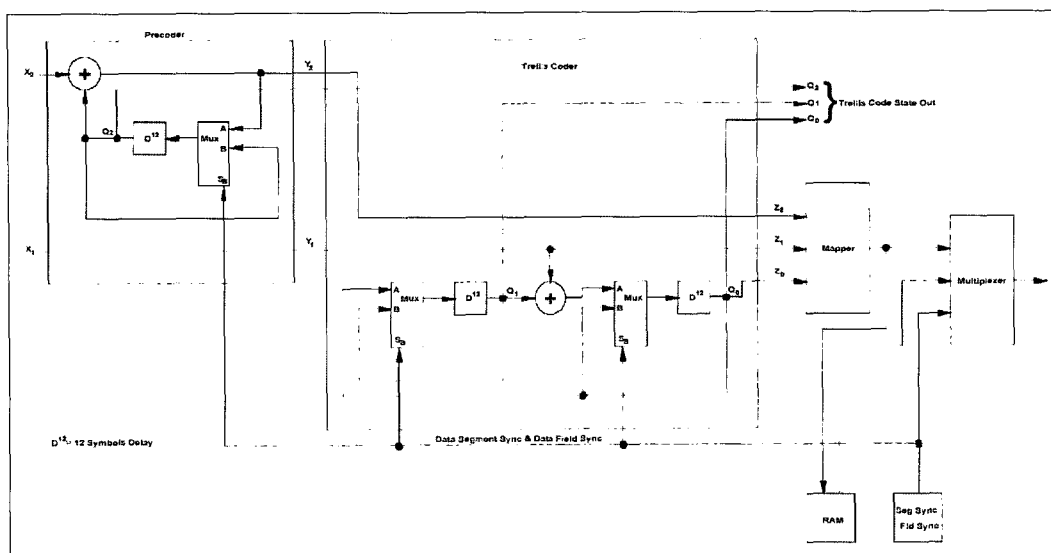 Precoder
X2
Y2
Trellis Coder
Q2
D12
A
Mux
B
SB
Q2
Q1
Q0
Trellis Code State Out
X1
Y1
Z2
Z1
Z0
Mapper
Multiplexer
A
Mux
B
SB
D12
Q1
A
Mux
B
SB
D12
Q0
D12= 12 Symbols Delay
Data Segment Sync & Data Field Sync
RAM
Seg Sync
Fld Sync